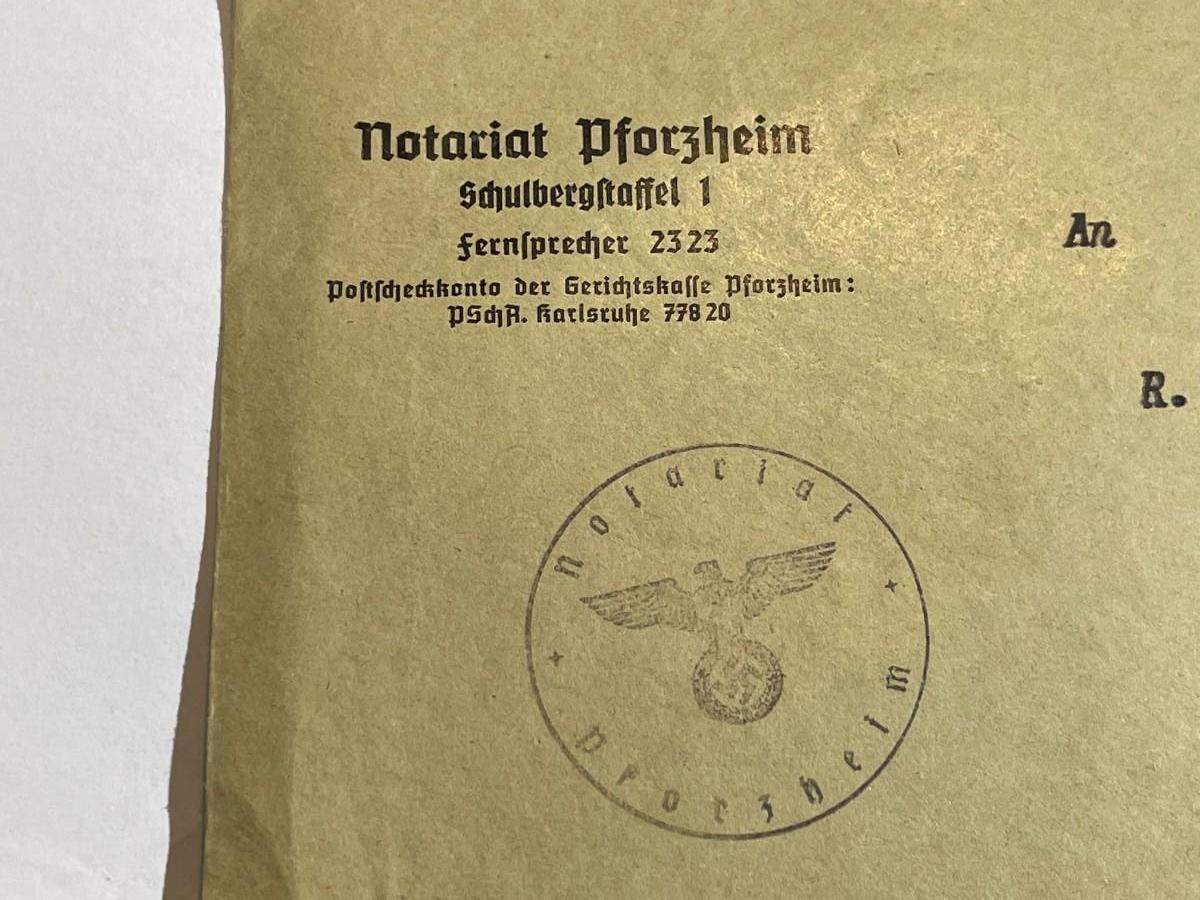 Notariat Pforzheim
Schulbergstaffel 1
Fernsprecher 2323
Postscheckkonto der Gerichtskasse Pforzheim:
PSchA. Karlsruhe 77820
An
R.
Notariat
Pforzheim